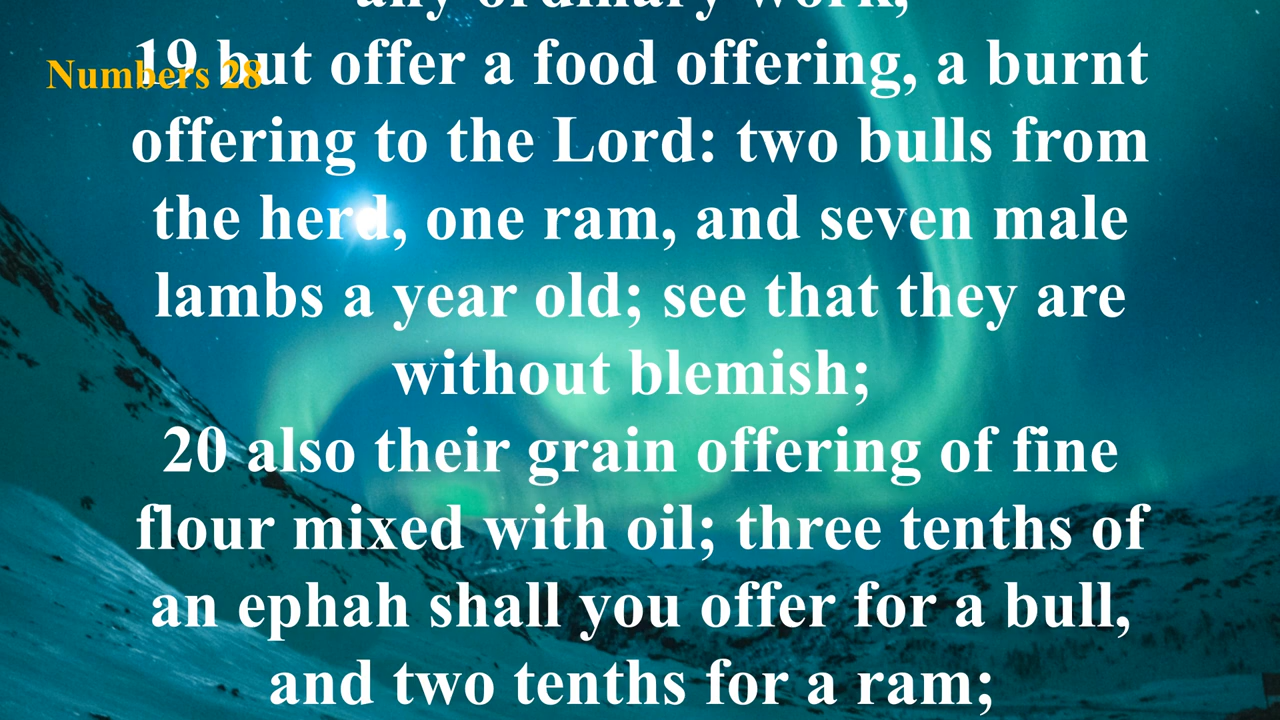 any ordinary work,
Numbers 28
19 but offer a food offering, a burnt
offering to the Lord: two bulls from
the herd, one ram, and seven male
lambs a year old; see that they are
without blemish;
20 also their grain offering of fine
flour mixed with oil; three tenths of
an ephah shall you offer for a bull,
and two tenths for a ram;